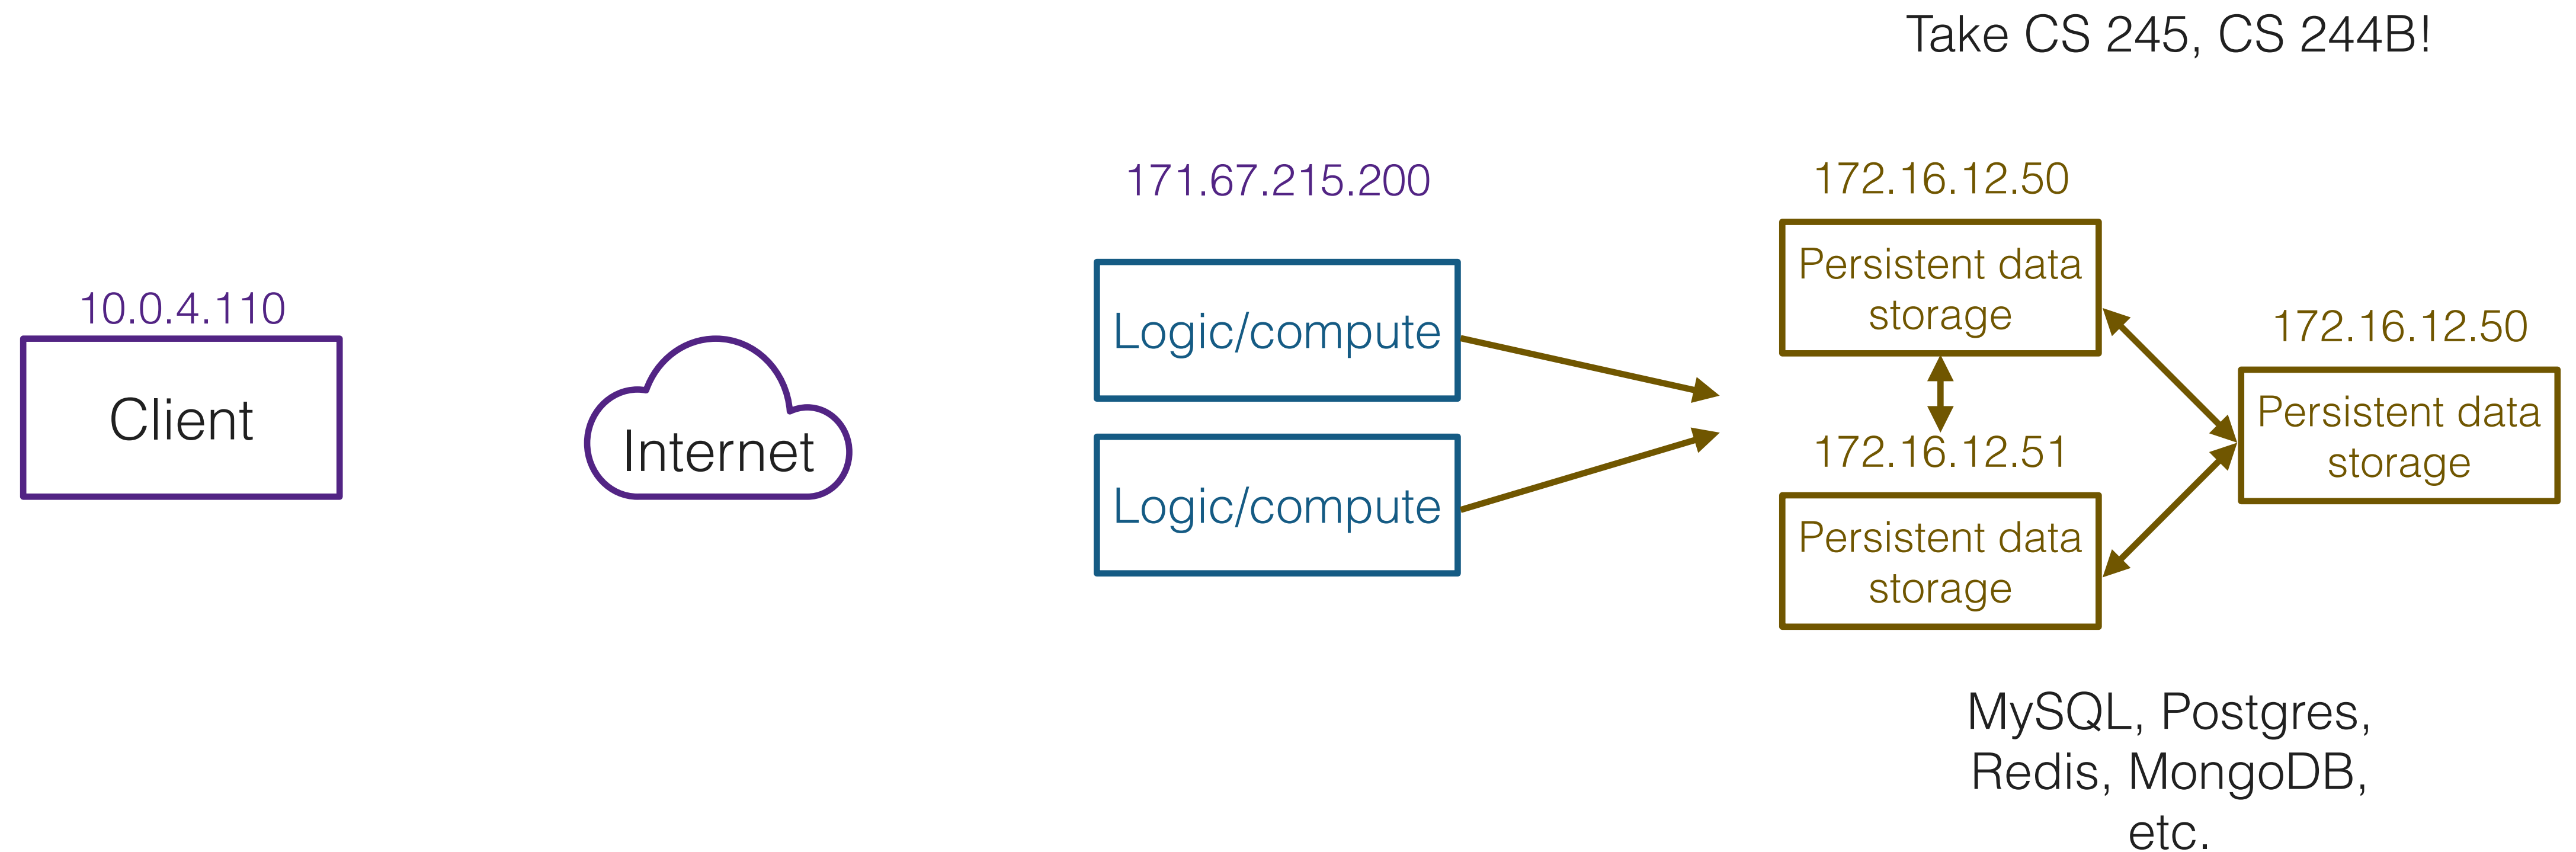 Take CS 245, CS 244B!
10.0.4.110
Client
Internet
171.67.215.200
Logic/compute
Logic/compute
172.16.12.50
Persistent data
storage
172.16.12.51
Persistent data
storage
172.16.12.50
Persistent data
storage
MySQL, Postgres,
Redis, MongoDB,
etc.